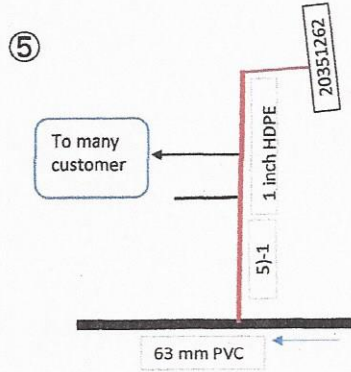 ⑤
20351262
To many
customer
1 inch HDPE
5)-1
63 mm PVC